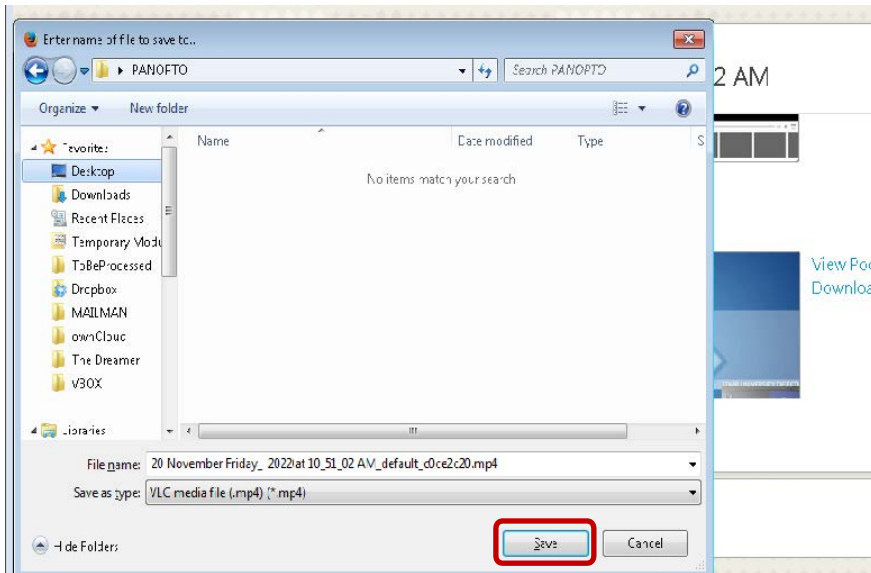 Enter name of file to save to..
PANOPTO
Search PANOPTO
2 AM
Organize
New folder
Name
Date modified
Type
S
No items match your search
Favorites
Desktop
Downloads
Recent Places
Temporary Modu
ToBeProcessed
Dropbox
MAILMAN
ownCloud
The Dreamer
VBOX
Libraries
View Poc
Downloa
File name: 20 November Friday_ 2022\at 10_51_02 AM_default_c0ce2c20.mp4
Save as type: VLC media file (.mp4) (*.mp4)
Hide Folders
Save
Cancel